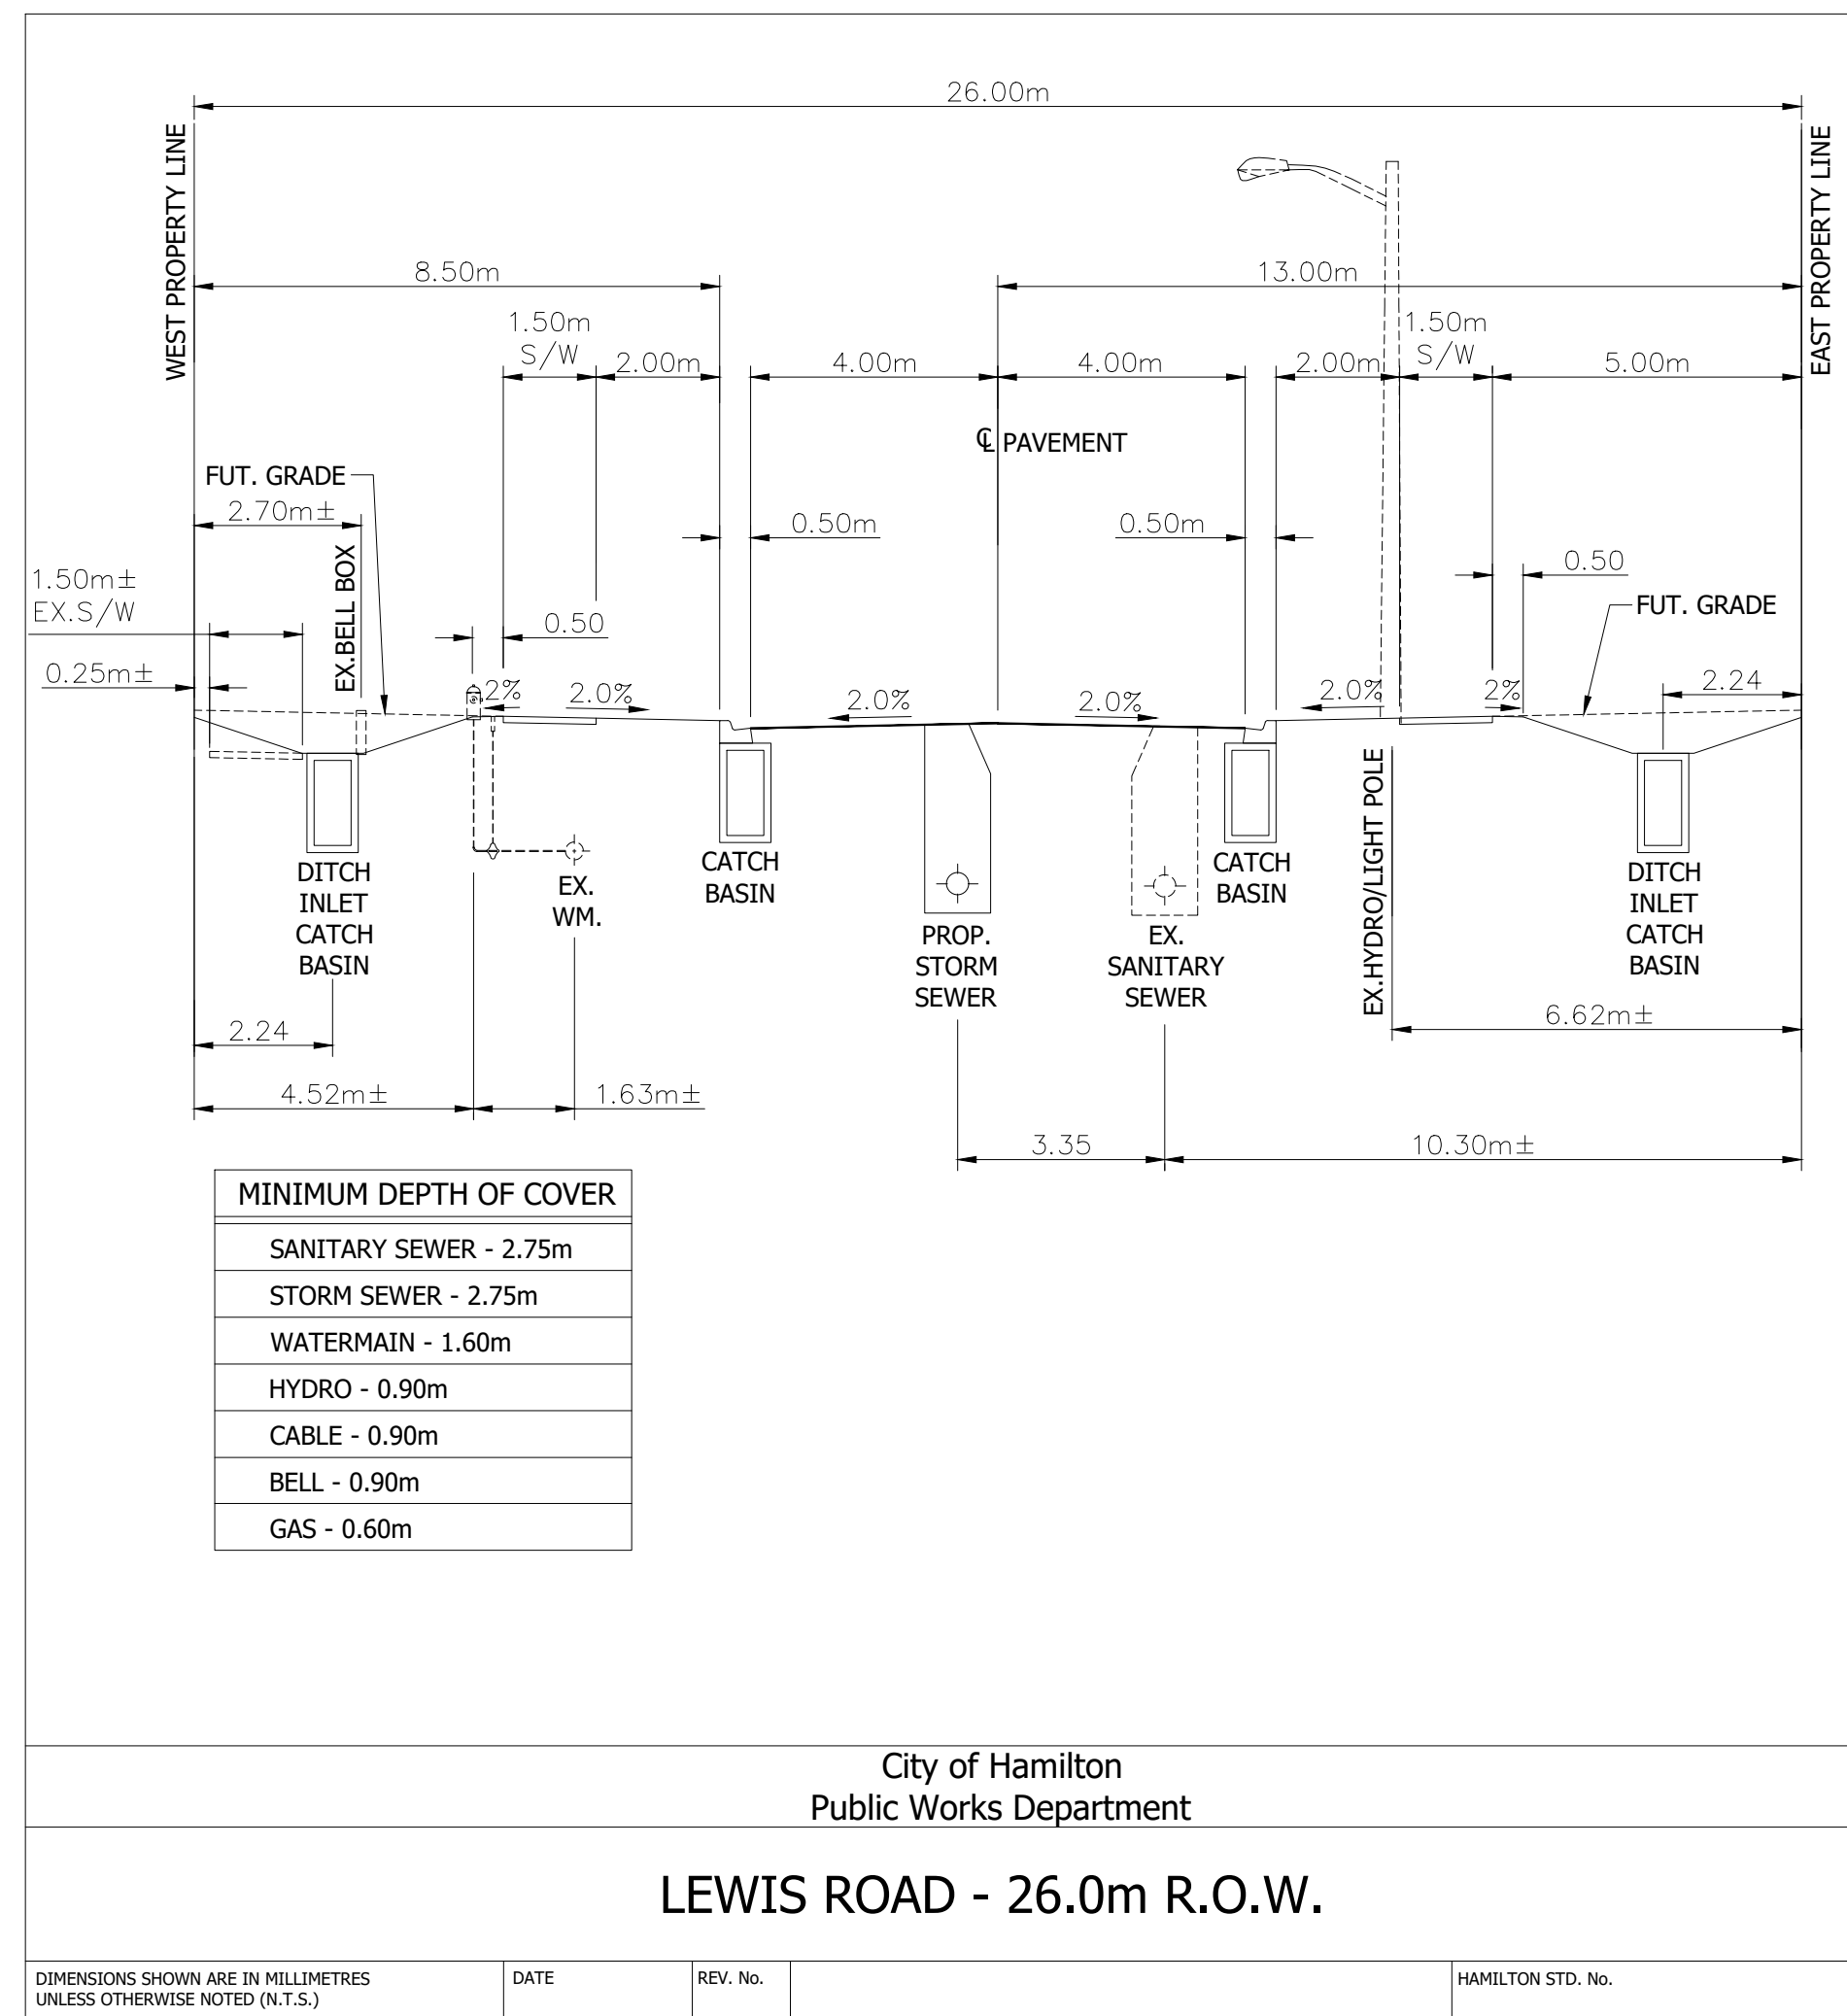 26.00m
WEST PROPERTY LINE
EAST PROPERTY LINE
8.50m
13.00m
1.50m
S/W
2.00m
4.00m
4.00m
2.00m
1.50m
S/W
5.00m
℄ PAVEMENT
FUT. GRADE
2.70m±
0.50m
0.50m
EX.BELL BOX
1.50m±
EX.S/W
0.50
0.50
FUT. GRADE
0.25m±
2%
2.0%
2.0%
2.0%
2.0%
2%
2.24
DITCH
INLET
CATCH
BASIN
EX.
WM.
CATCH
BASIN
PROP.
STORM
SEWER
EX.
SANITARY
SEWER
CATCH
BASIN
EX.HYDRO/LIGHT POLE
DITCH
INLET
CATCH
BASIN
2.24
6.62m±
4.52m±
1.63m±
3.35
10.30m±
MINIMUM DEPTH OF COVER
SANITARY SEWER - 2.75m
STORM SEWER - 2.75m
WATERMAIN - 1.60m
HYDRO - 0.90m
CABLE - 0.90m
BELL - 0.90m
GAS - 0.60m
City of Hamilton
Public Works Department
LEWIS ROAD - 26.0m R.O.W.
DIMENSIONS SHOWN ARE IN MILLIMETRES
UNLESS OTHERWISE NOTED (N.T.S.)
DATE
REV. No.
HAMILTON STD. No.